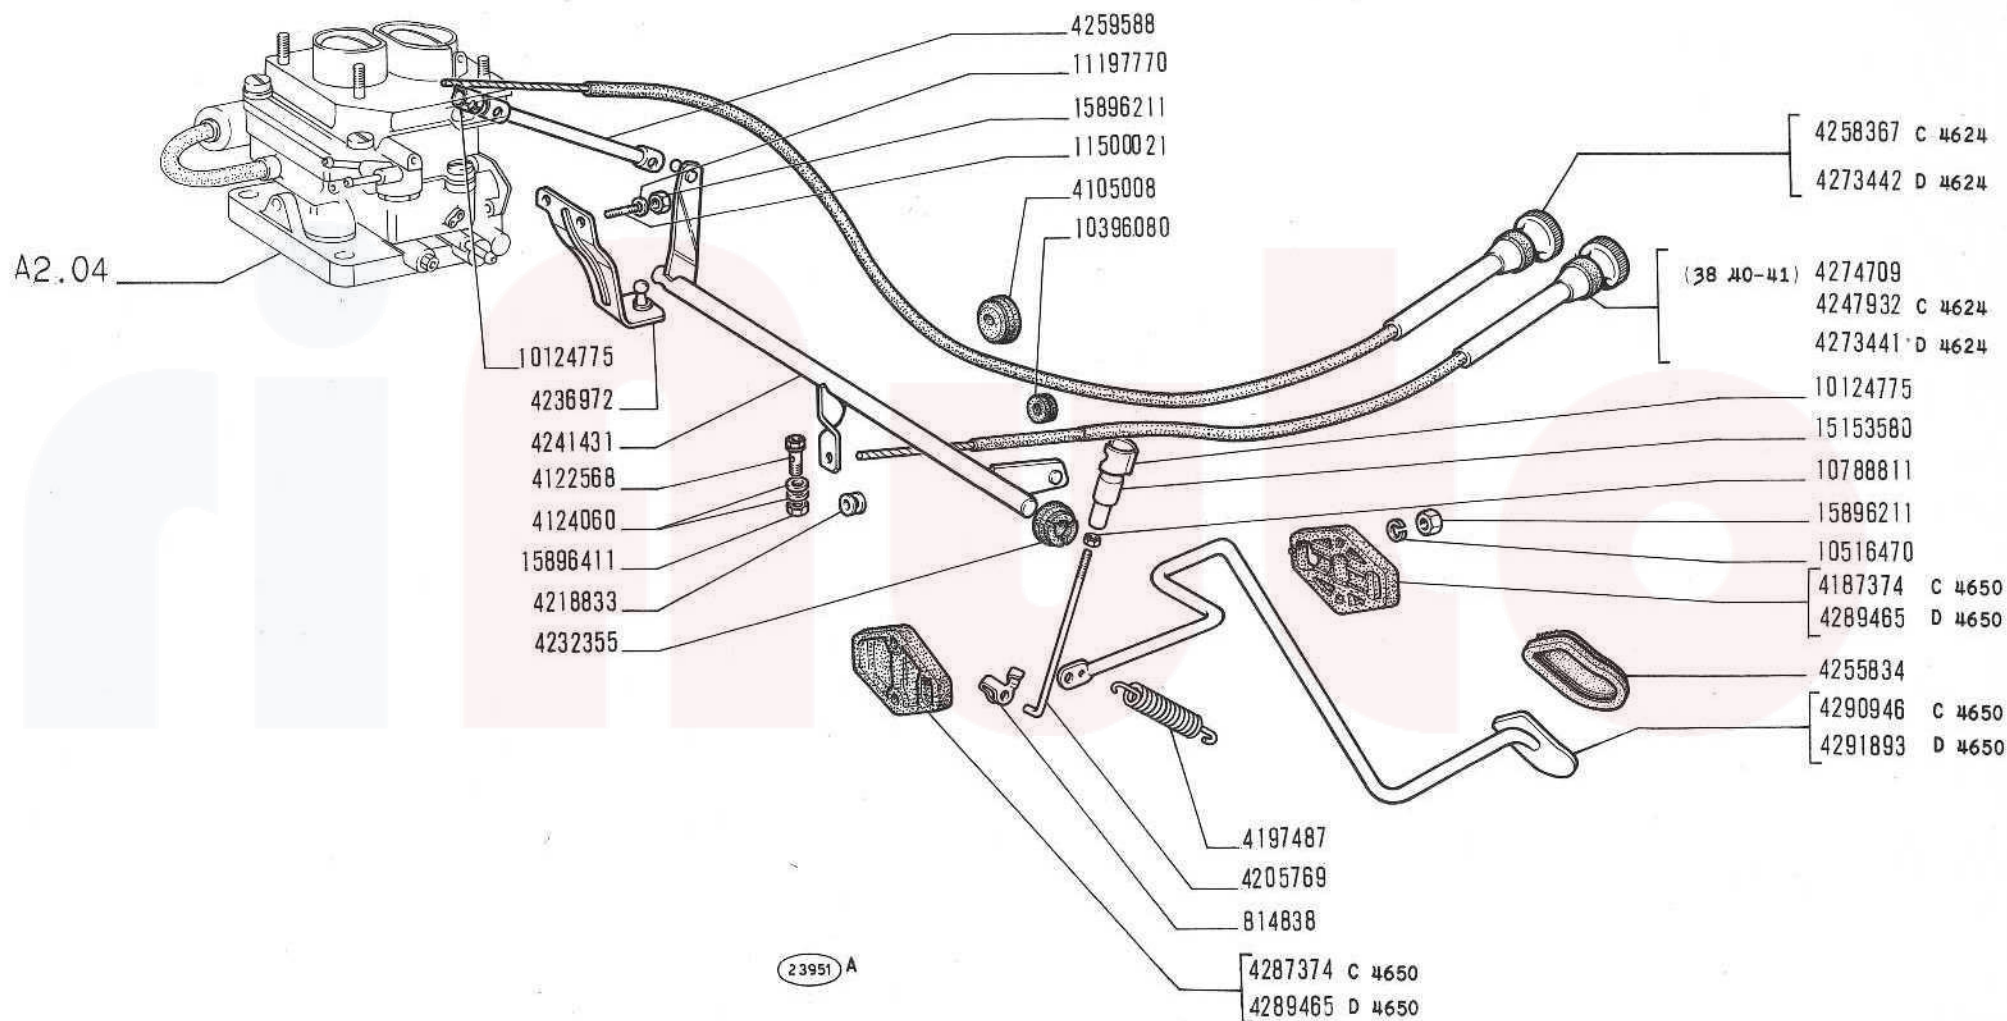 4259588
11197770
15896211
11500021
4105008
10396080
4258367 C 4624
4273442 D 4624
(38 40-41) 4274709
4247932 C 4624
4273441 D 4624
A2.04
10124775
4236972
4241431
4122568
4124060
15896411
4218833
4232355
10124775
15153580
10788811
15896211
10516470
4187374 C 4650
4289465 D 4650
4255834
4290946 C 4650
4291893 D 4650
4197487
4205769
814838
4287374 C 4650
4289465 D 4650
23951 A
rinuto